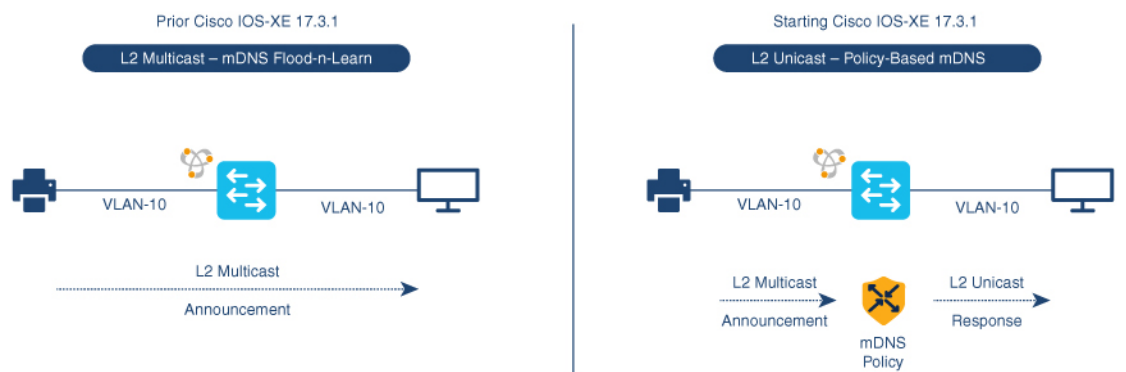 Prior Cisco IOS-XE 17.3.1
L2 Multicast – mDNS Flood-n-Learn
VLAN-10
VLAN-10
L2 Multicast
Announcement
Starting Cisco IOS-XE 17.3.1
L2 Unicast – Policy-Based mDNS
VLAN-10
VLAN-10
L2 Multicast
Announcement
mDNS
Policy
L2 Unicast
Response